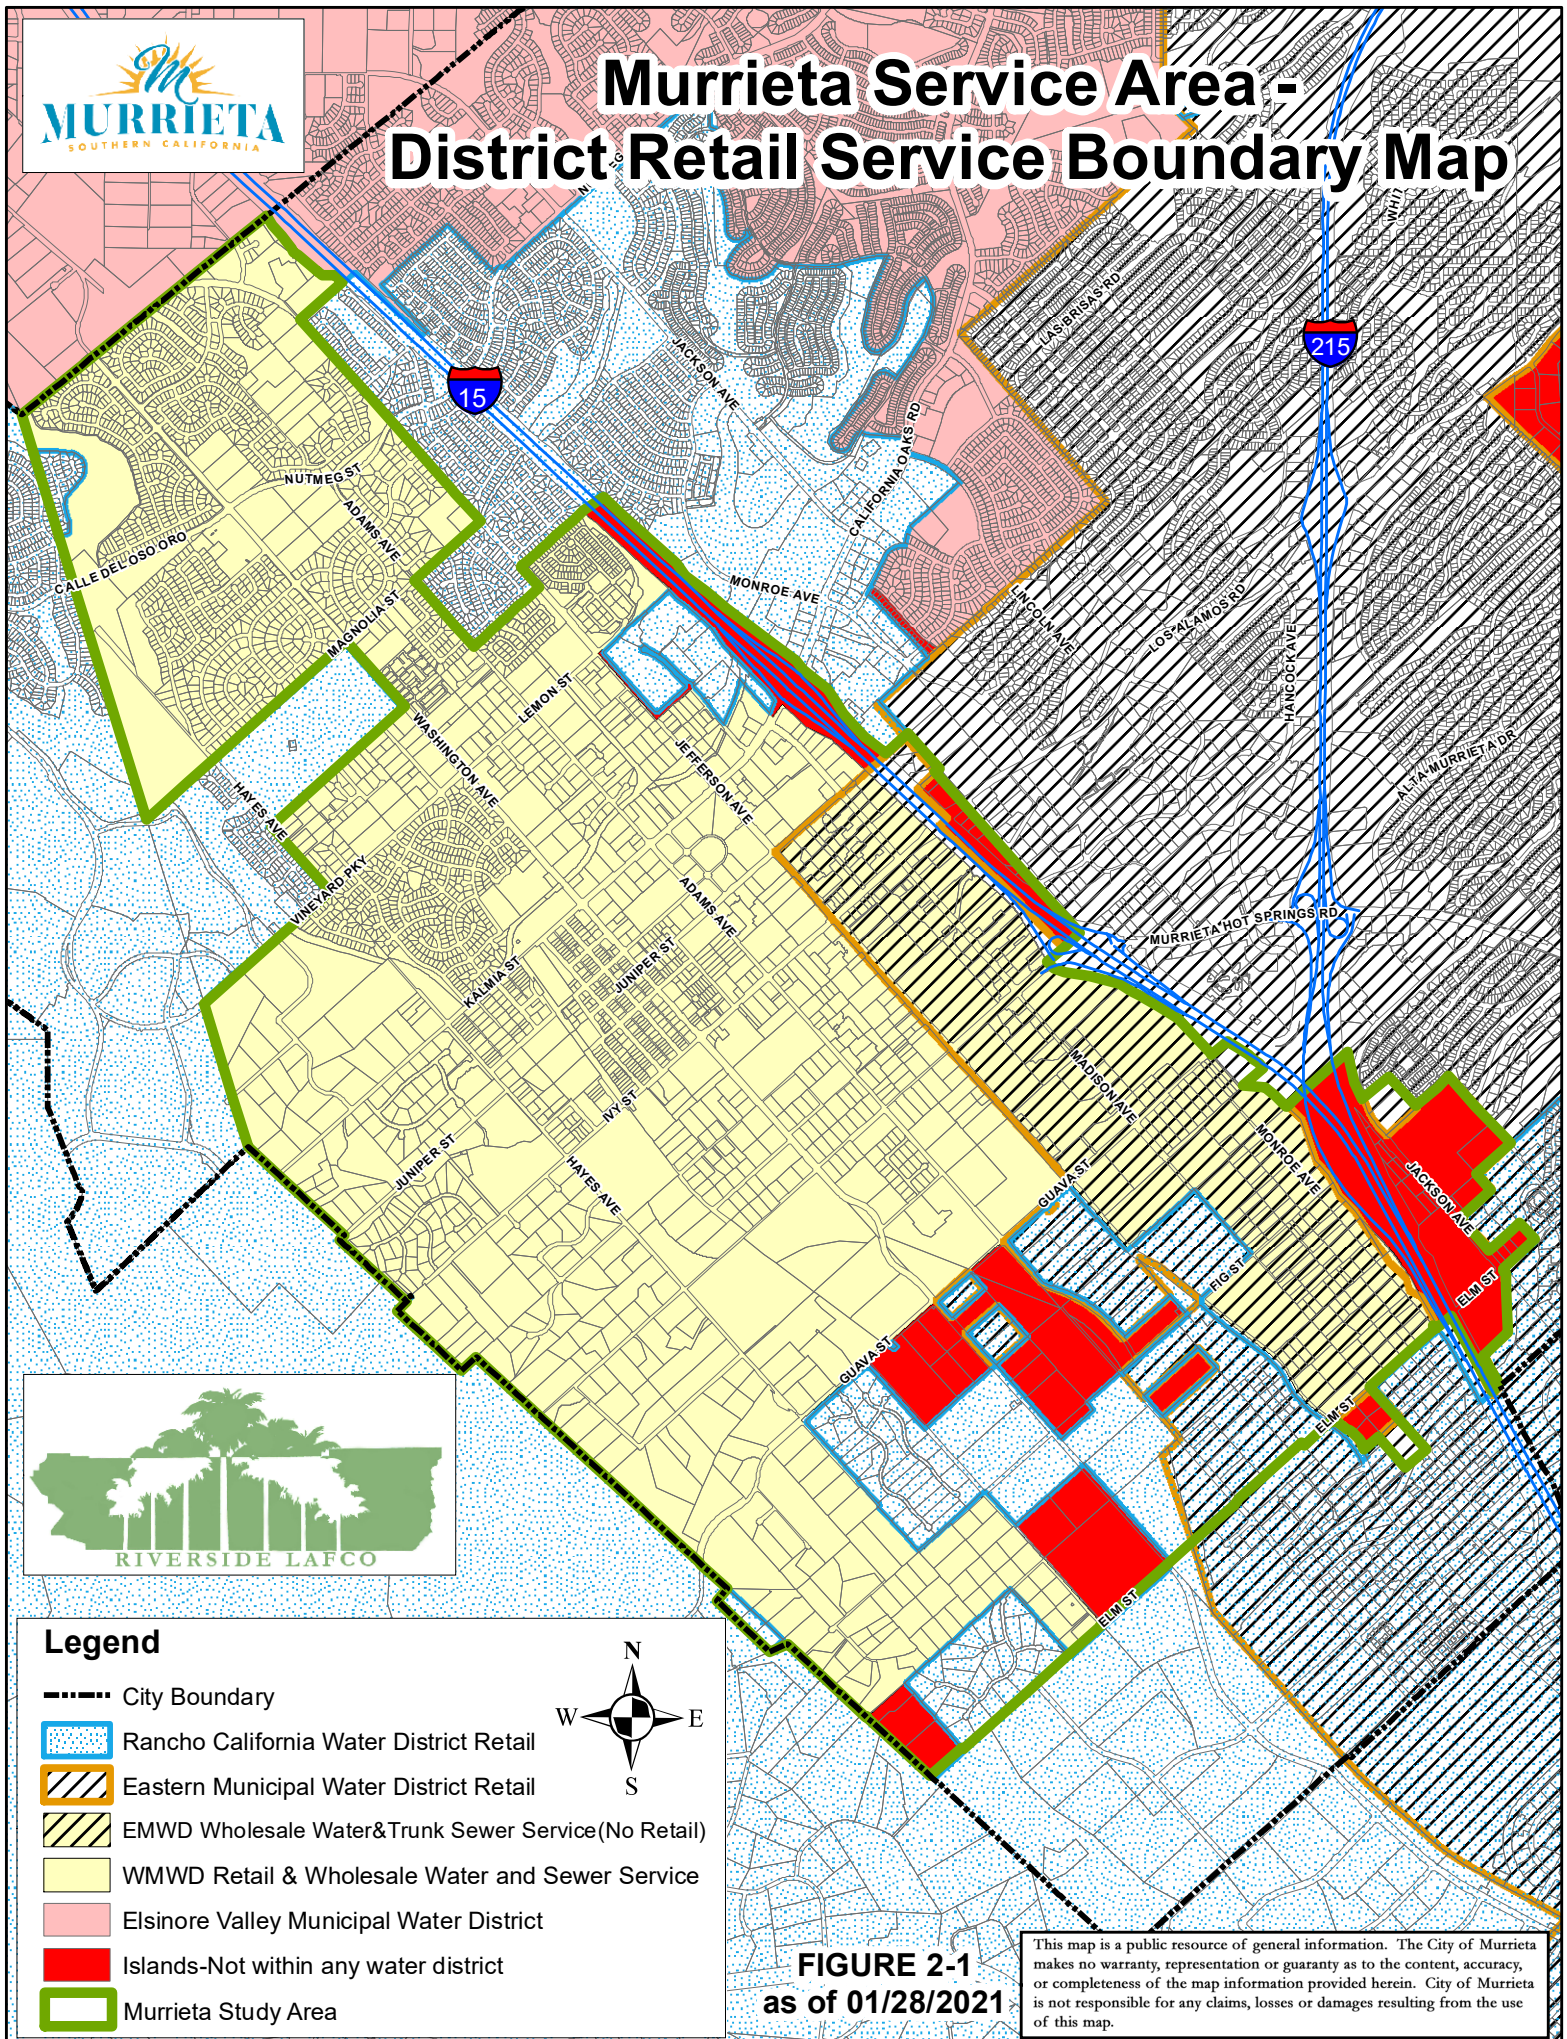 MURRIETA
SOUTHERN CALIFORNIA
Murrieta Service Area -
District Retail Service Boundary Map
LAS BRISAS RD
215
JACKSON AVE
15
CALIFORNIA OAKS RD
NUTMEG ST
ADAMS AVE
CALLE DEL OSO ORO
MONROE AVE
LINCOLN AVE
LOS ALAMOS RD
HANCOCK AVE
MAGNOLIA ST
LEMON ST
WASHINGTON AVE
JEFFERSON AVE
ALTA MURRIETA DR
HAYES AVE
VINEYARD PKY
ADAMS AVE
MURRIETA HOT SPRINGS RD
KALMIA ST
JUNIPER ST
MADISON AVE
IVY ST
MONROE AVE
JUNIPER ST
HAYES AVE
GUAVA ST
JACKSON AVE
FIG ST
ELM ST
GUAVA ST
ELM ST
ELM ST
RIVERSIDE LAFCO
Legend
City Boundary
Rancho California Water District Retail
Eastern Municipal Water District Retail
EMWD Wholesale Water&Trunk Sewer Service(No Retail)
WMWD Retail & Wholesale Water and Sewer Service
Elsinore Valley Municipal Water District
Islands-Not within any water district
Murrieta Study Area
N
W
E
S
FIGURE 2-1
as of 01/28/2021
This map is a public resource of general information. The City of Murrieta
makes no warranty, representation or guaranty as to the content, accuracy,
or completeness of the map information provided herein. City of Murrieta
is not responsible for any claims, losses or damages resulting from the use
of this map.